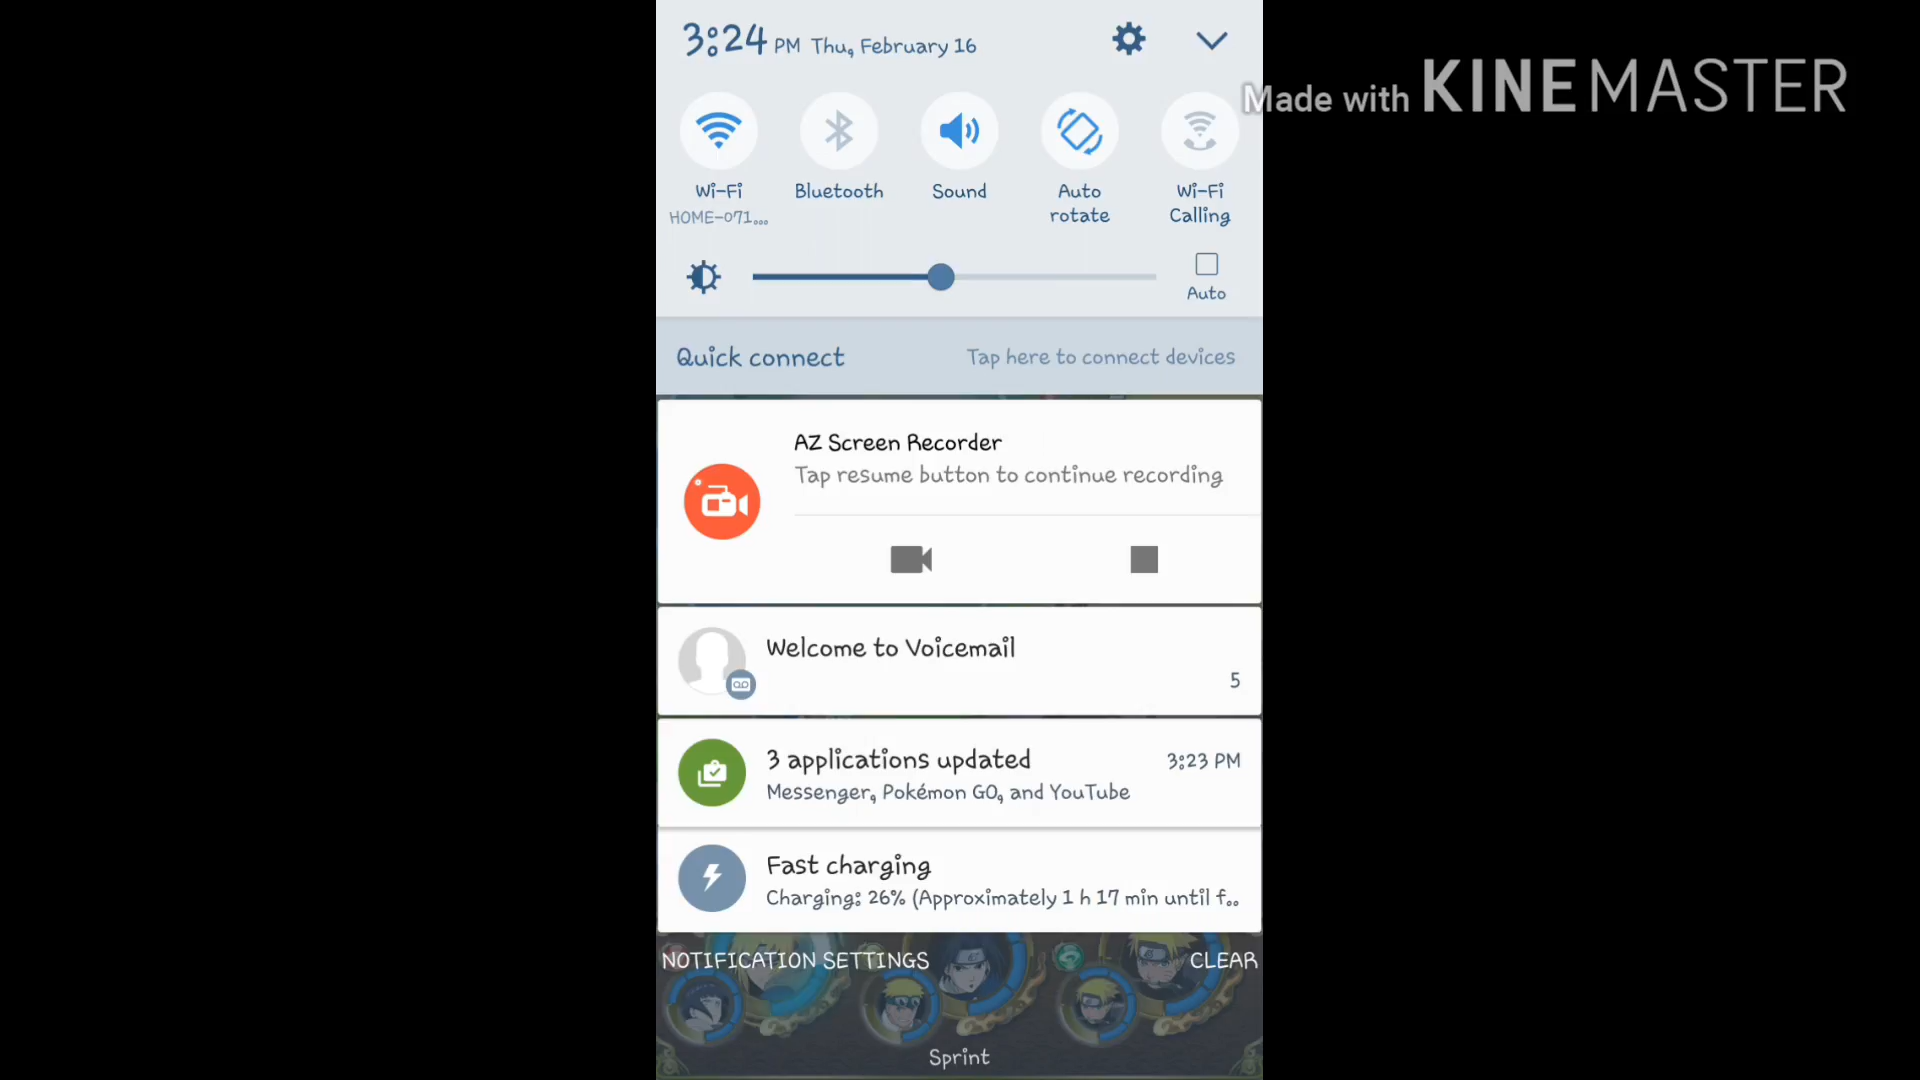 3:24 PM Thu, February 16
Made with KINEMASTER
Wi-Fi
HOME-071...
Bluetooth
Sound
Auto
rotate
Wi-Fi
Calling
Auto
Quick connect
Tap here to connect devices
AZ Screen Recorder
Tap resume button to continue recording
Welcome to Voicemail
5
3 applications updated
3:23 PM
Messenger, Pokémon GO, and YouTube
Fast charging
Charging: 26% (Approximately 1 h 17 min until f..
NOTIFICATION SETTINGS
CLEAR
Sprint